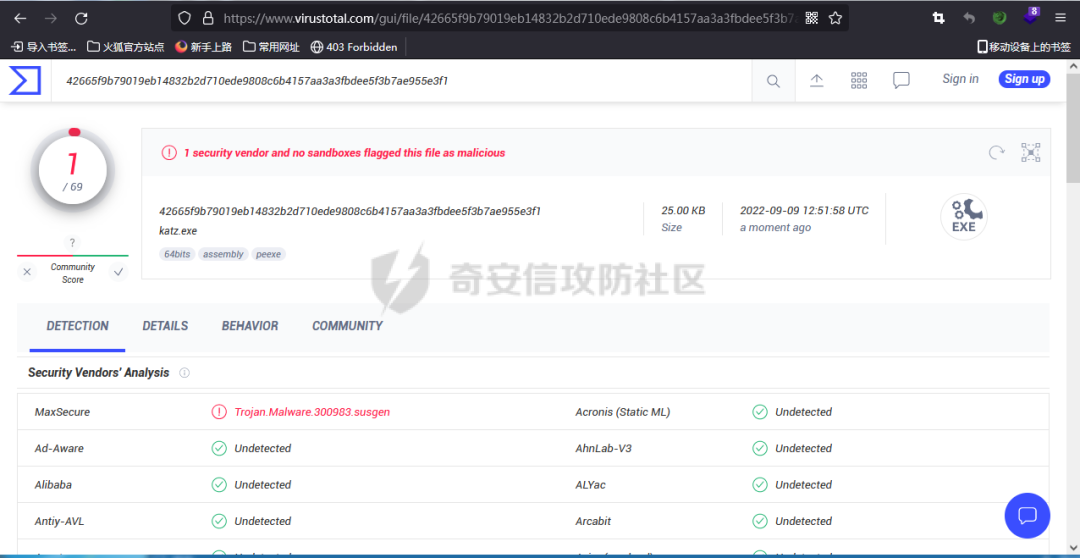 https://www.virustotal.com/gui/file/42665f9b79019eb14832b2d710ede9808c6b4157aa3a3fbdee5f3b7a
8
导入书签... 火狐官方站点 新手上路 常用网址 403 Forbidden 移动设备上的书签
42665f9b79019eb14832b2d710ede9808c6b4157aa3a3fbdee5f3b7ae955e3f1 Sign in Sign up
1
/ 69
1 security vendor and no sandboxes flagged this file as malicious
42665f9b79019eb14832b2d710ede9808c6b4157aa3a3fbdee5f3b7ae955e3f1
katz.exe
64bits assembly peexe
25.00 KB
Size
2022-09-09 12:51:58 UTC
a moment ago
EXE
?
Community
Score
奇安信攻防社区
DETECTION DETAILS BEHAVIOR COMMUNITY
Security Vendors' Analysis
MaxSecure Trojan.Malware.300983.susgen Acronis (Static ML) Undetected
Ad-Aware Undetected AhnLab-V3 Undetected
Alibaba Undetected ALYac Undetected
Antiy-AVL Undetected Arcabit Undetected